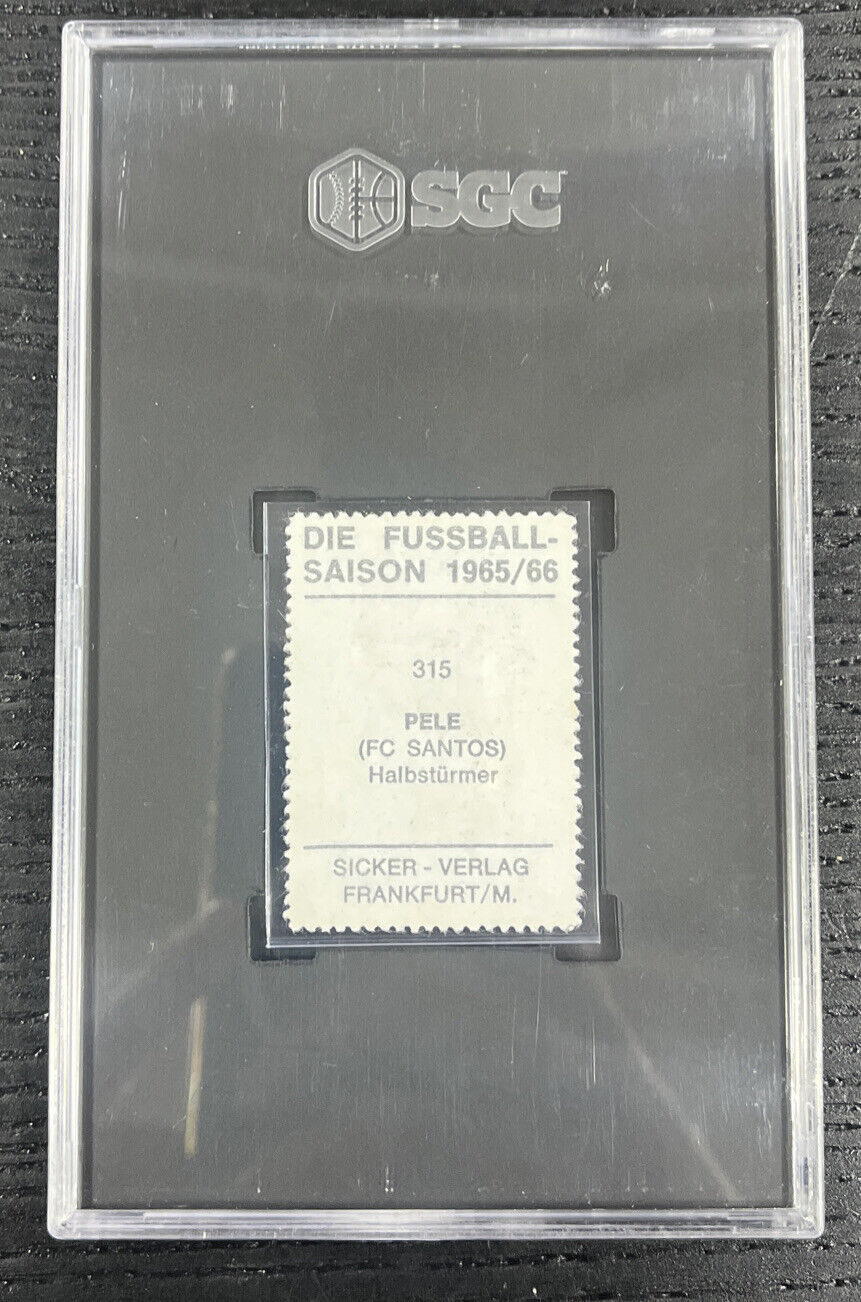 SGC
DIE FUSSBALL-
SAISON 1965/66
315
PELE
(FC SANTOS)
Halbstürmer
SICKER - VERLAG
FRANKFURT/M.